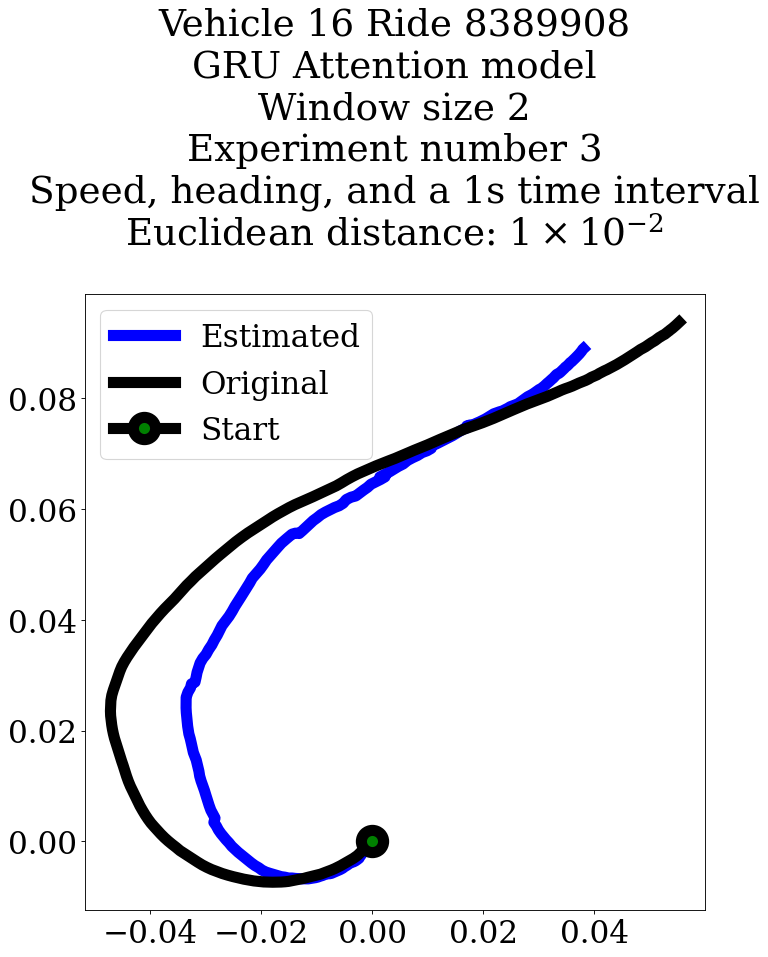 Vehicle 16 Ride 8389908
GRU Attention model
Window size 2
Experiment number 3
Speed, heading, and a 1s time interval
Euclidean distance: 1 × 10⁻²
Estimated
Original
Start
0.08
0.06
0.04
0.02
0.00
−0.04 −0.02 0.00 0.02 0.04